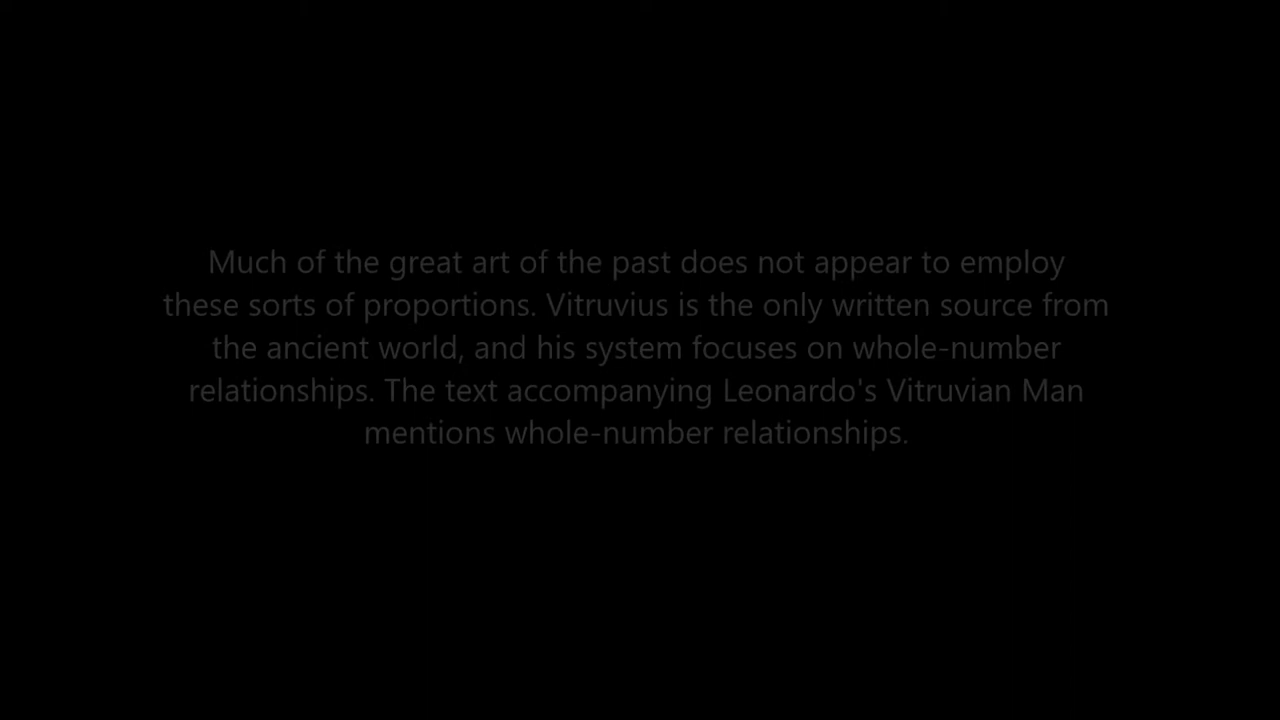 Much of the great art of the past does not appear to employ
these sorts of proportions. Vitruvius is the only written source from
the ancient world, and his system focuses on whole-number
relationships. The text accompanying Leonardo's Vitruvian Man
mentions whole-number relationships.